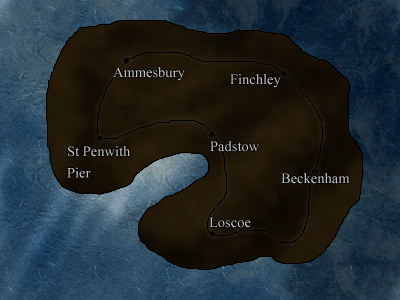 Ammesbury
Finchley
St Penwith
Pier
Padstow
Beckenham
Loscoe